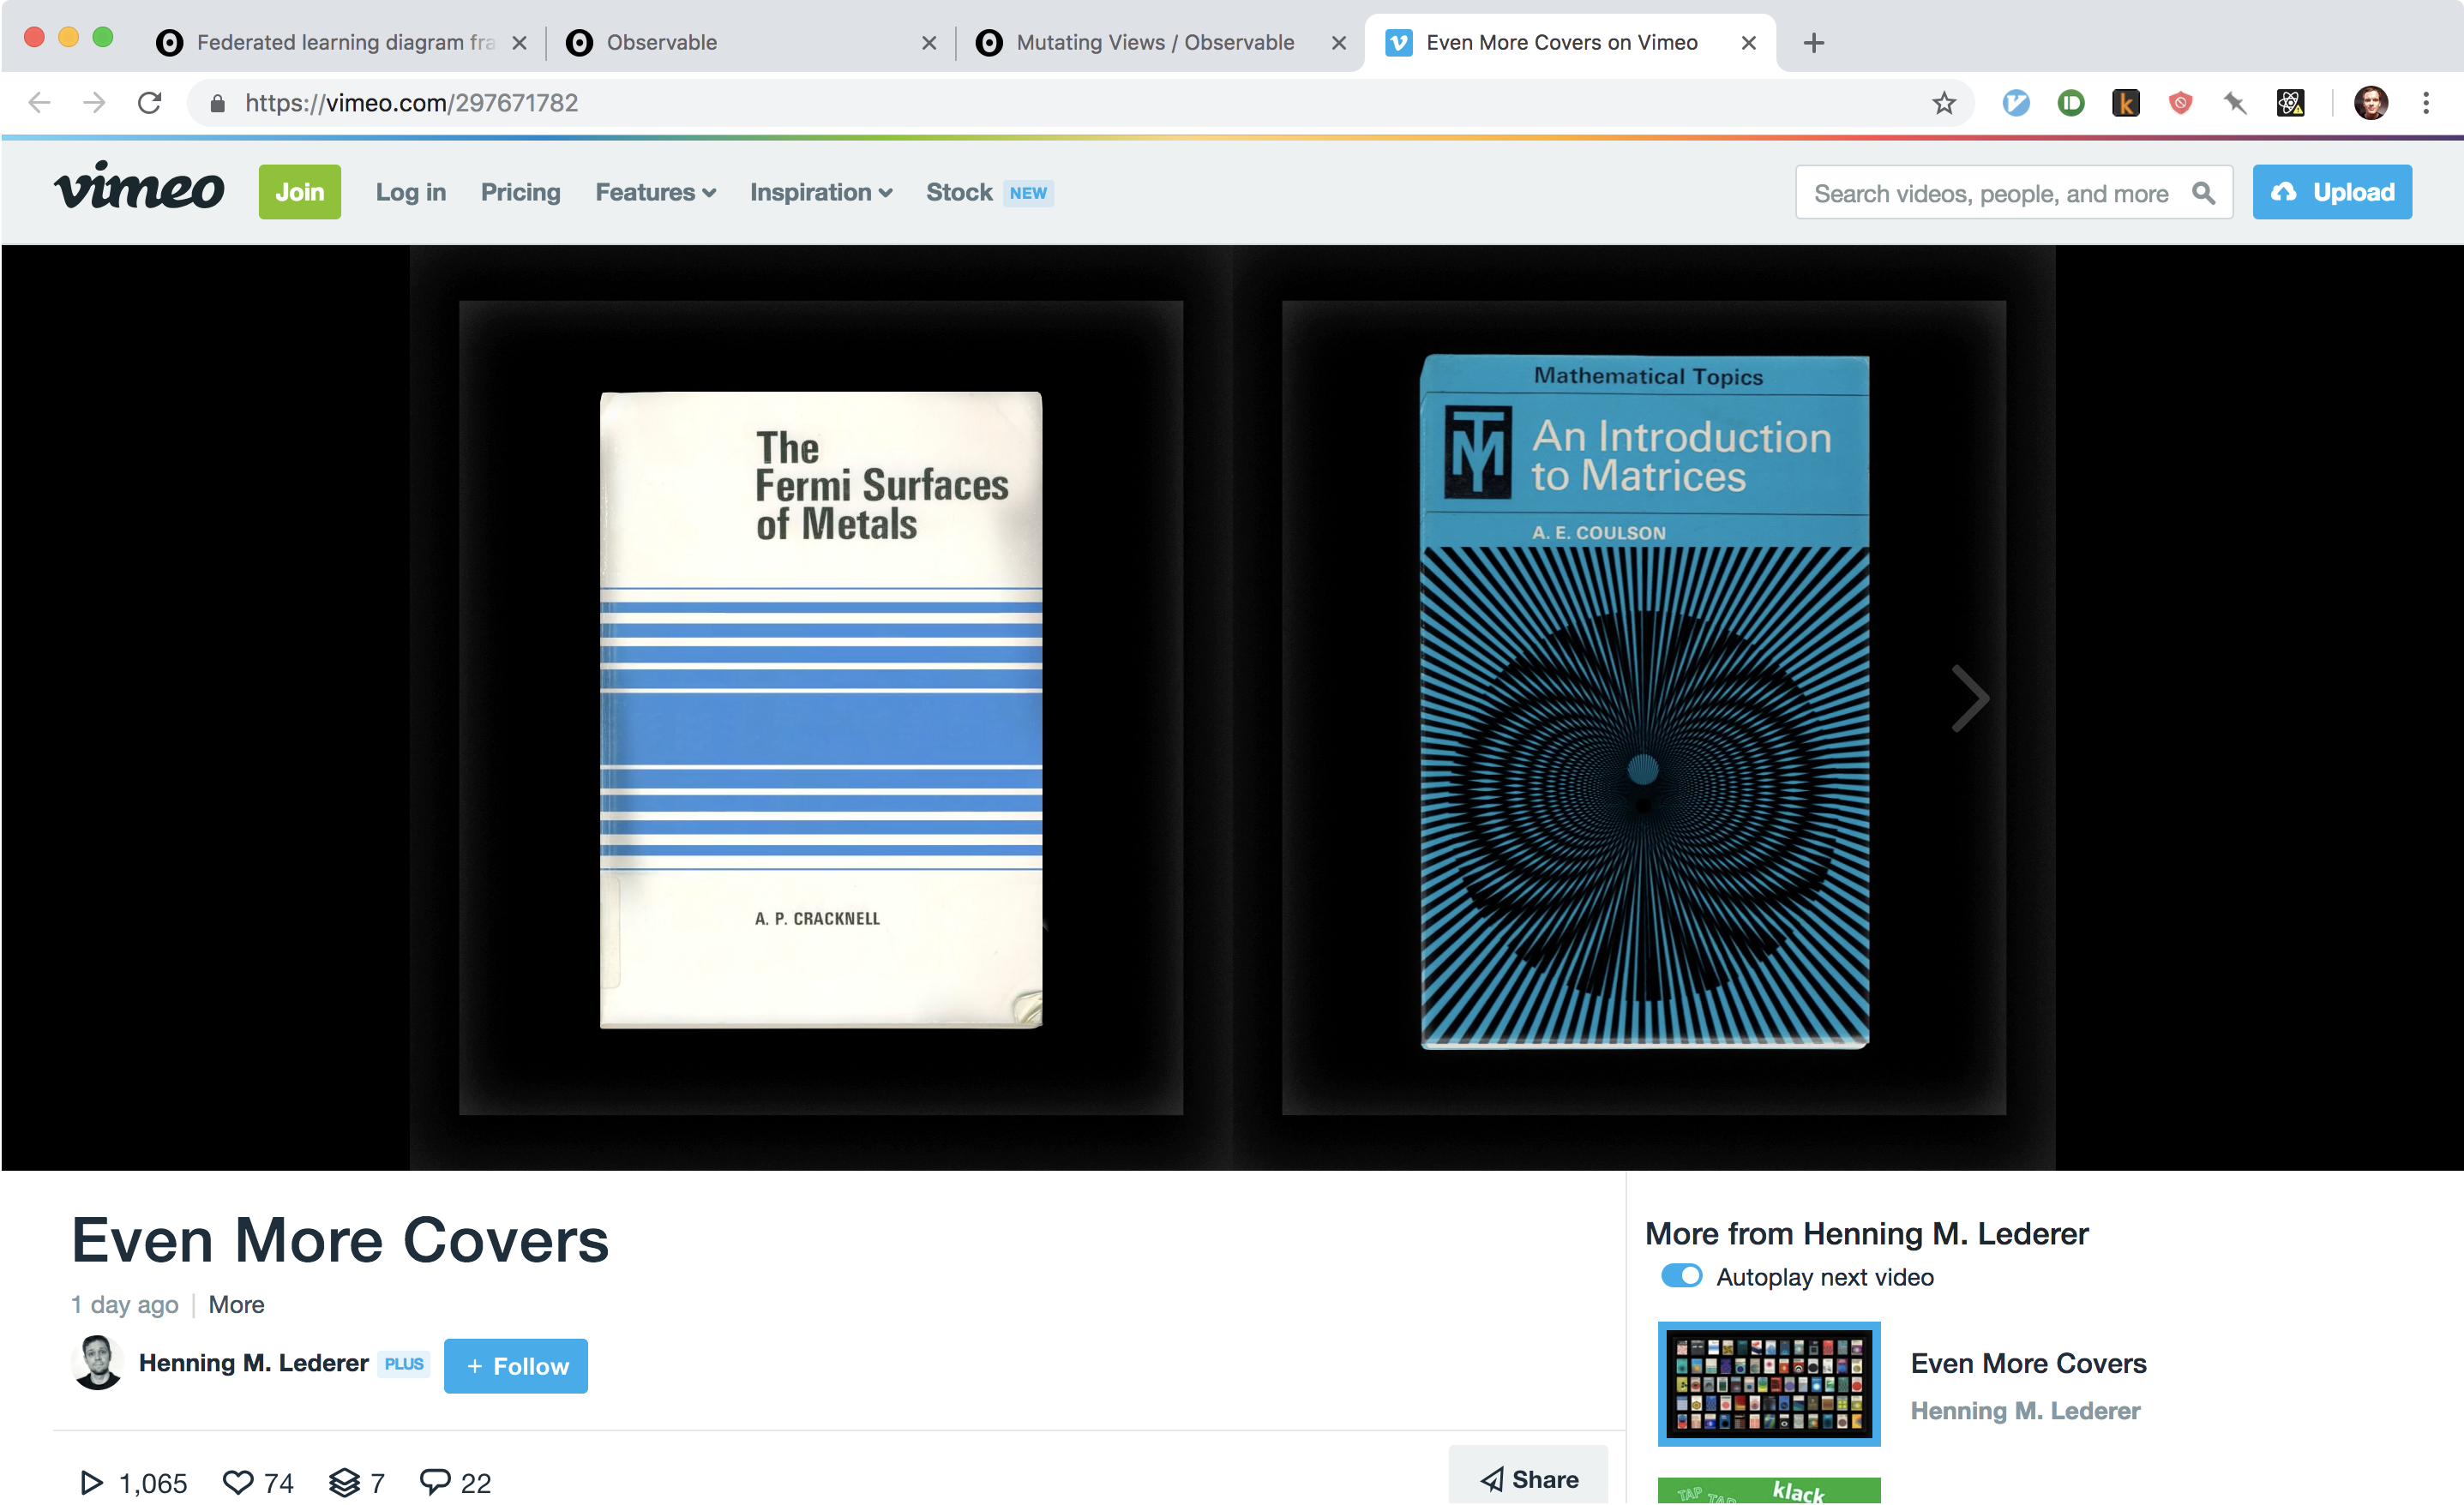 Federated learning diagram fra
Observable
Mutating Views / Observable
Even More Covers on Vimeo
https://vimeo.com/297671782
vimeo
Join
Log in
Pricing
Features
Inspiration
Stock
NEW
Search videos, people, and more
Upload
The
Fermi Surfaces
of Metals
A. P. CRACKNELL
Mathematical Topics
TM
An Introduction
to Matrices
A. E. COULSON
Even More Covers
1 day ago
More
Henning M. Lederer
PLUS
+ Follow
1,065
74
7
22
Share
More from Henning M. Lederer
Autoplay next video
Even More Covers
Henning M. Lederer
TAP
TAP
klack